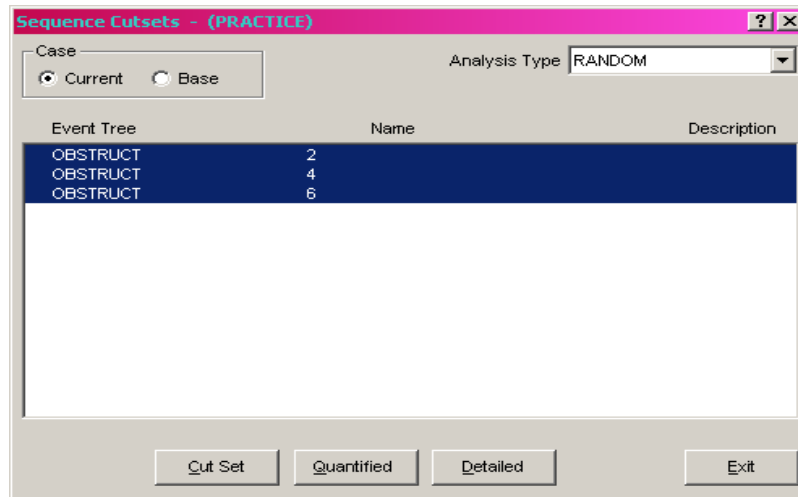 Sequence Cutsets - (PRACTICE)
? ×
Case
Current Base
Analysis Type RANDOM
Event Tree Name Description
OBSTRUCT 2
OBSTRUCT 4
OBSTRUCT 6
Cut Set Quantified Detailed Exit